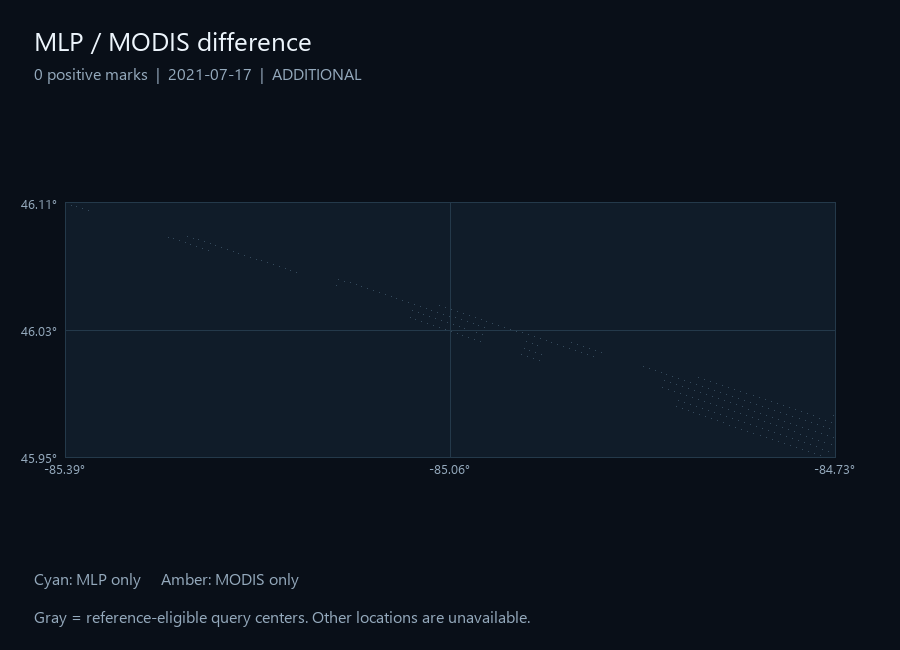 MLP / MODIS difference
0 positive marks | 2021-07-17 | ADDITIONAL
46.11°
46.03°
45.95°
-85.39° -85.06° -84.73°
Cyan: MLP only Amber: MODIS only
Gray = reference-eligible query centers. Other locations are unavailable.